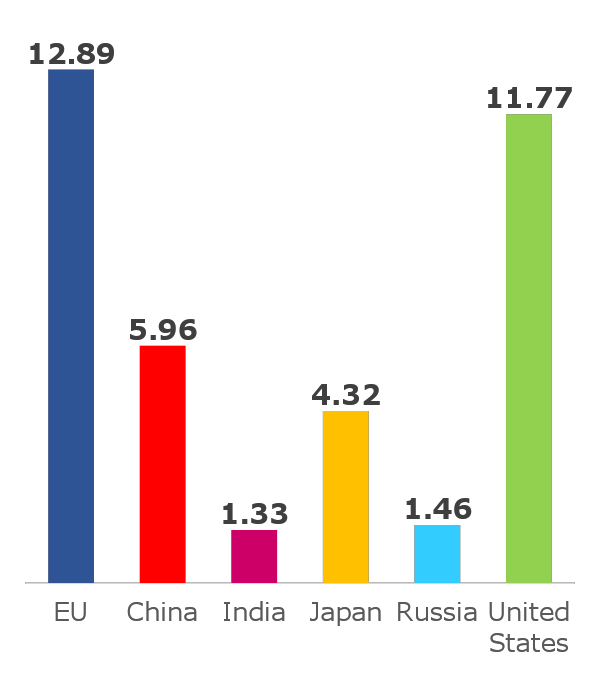 12.89
11.77
5.96
4.32
1.33
1.46
EU
China
India
Japan
Russia
United
States